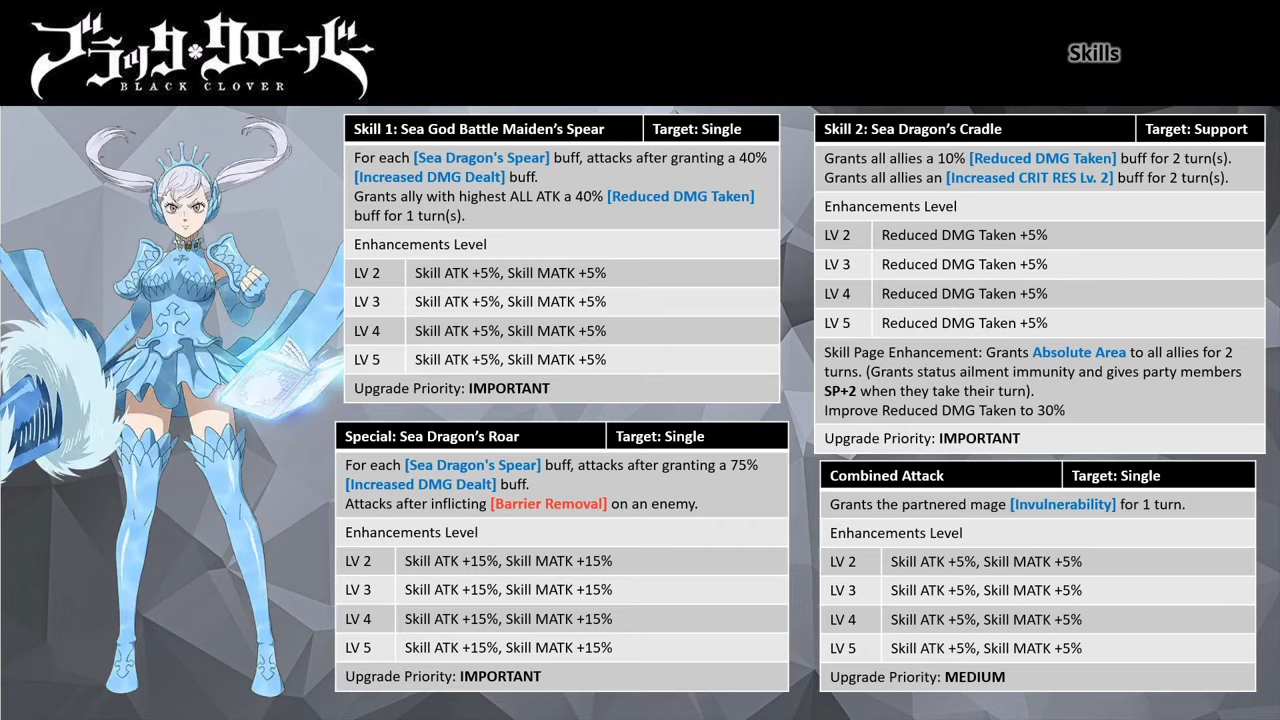 ブラック・クローバー
BLACK CLOVER
Skills
Skill 1: Sea God Battle Maiden's Spear
Target: Single
For each [Sea Dragon's Spear] buff, attacks after granting a 40%
[Increased DMG Dealt] buff.
Grants ally with highest ALL ATK a 40% [Reduced DMG Taken]
buff for 1 turn(s).
Enhancements Level
LV 2 Skill ATK +5%, Skill MATK +5%
LV 3 Skill ATK +5%, Skill MATK +5%
LV 4 Skill ATK +5%, Skill MATK +5%
LV 5 Skill ATK +5%, Skill MATK +5%
Upgrade Priority: IMPORTANT
Special: Sea Dragon's Roar
Target: Single
For each [Sea Dragon's Spear] buff, attacks after granting a 75%
[Increased DMG Dealt] buff.
Attacks after inflicting [Barrier Removal] on an enemy.
Enhancements Level
LV 2 Skill ATK +15%, Skill MATK +15%
LV 3 Skill ATK +15%, Skill MATK +15%
LV 4 Skill ATK +15%, Skill MATK +15%
LV 5 Skill ATK +15%, Skill MATK +15%
Upgrade Priority: IMPORTANT
Skill 2: Sea Dragon's Cradle
Target: Support
Grants all allies a 10% [Reduced DMG Taken] buff for 2 turn(s).
Grants all allies an [Increased CRIT RES Lv. 2] buff for 2 turn(s).
Enhancements Level
LV 2 Reduced DMG Taken +5%
LV 3 Reduced DMG Taken +5%
LV 4 Reduced DMG Taken +5%
LV 5 Reduced DMG Taken +5%
Skill Page Enhancement: Grants Absolute Area to all allies for 2
turns. (Grants status ailment immunity and gives party members
SP+2 when they take their turn).
Improve Reduced DMG Taken to 30%
Upgrade Priority: IMPORTANT
Combined Attack
Target: Single
Grants the partnered mage [Invulnerability] for 1 turn.
Enhancements Level
LV 2 Skill ATK +5%, Skill MATK +5%
LV 3 Skill ATK +5%, Skill MATK +5%
LV 4 Skill ATK +5%, Skill MATK +5%
LV 5 Skill ATK +5%, Skill MATK +5%
Upgrade Priority: MEDIUM